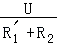 U
R₁′ + R₂